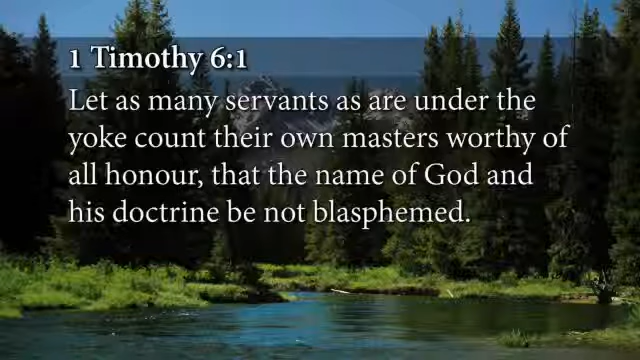 1 Timothy 6:1
Let as many servants as are under the
yoke count their own masters worthy of
all honour, that the name of God and
his doctrine be not blasphemed.